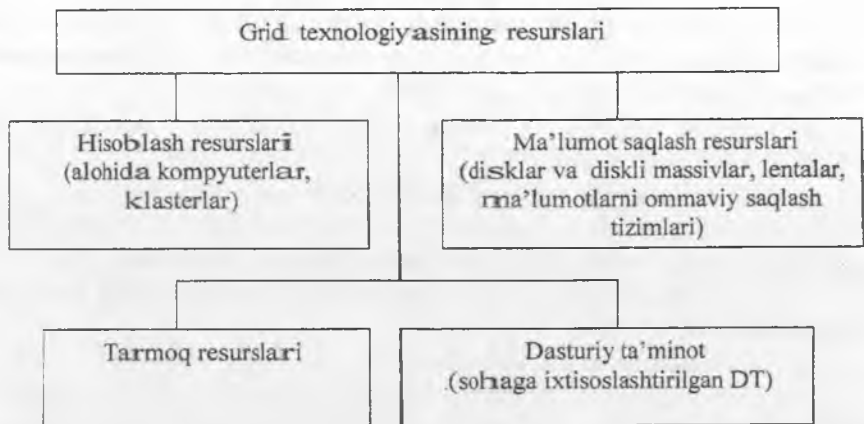 Grid texnologiyasining resurslari
Hisoblash resurslari
(alohida kompyuterlar,
klasterlar)
Ma’lumot saqlash resurslari
(disklar va diskli massivlar, lentalar,
ma’lumotlarni ommaviy saqlash
tizimlari)
Tarmoq resurslari
Dasturiy ta’minot
(sohaga ixtisoslashtirilgan DT)